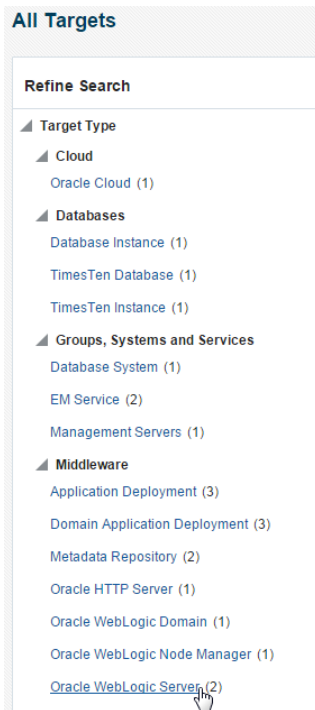 All Targets
Refine Search
Target Type
Cloud
Oracle Cloud (1)
Databases
Database Instance (1)
TimesTen Database (1)
TimesTen Instance (1)
Groups, Systems and Services
Database System (1)
EM Service (2)
Management Servers (1)
Middleware
Application Deployment (3)
Domain Application Deployment (3)
Metadata Repository (2)
Oracle HTTP Server (1)
Oracle WebLogic Domain (1)
Oracle WebLogic Node Manager (1)
Oracle WebLogic Server (2)